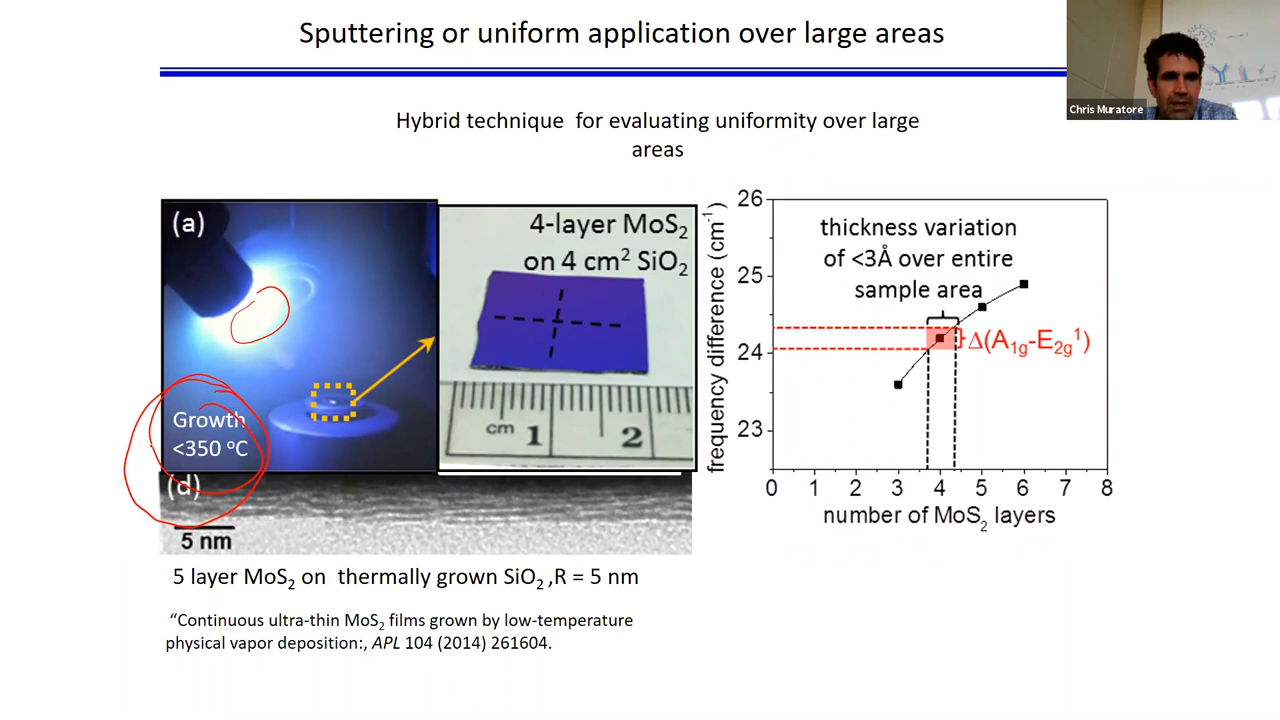 Sputtering or uniform application over large areas
Chris Muratore
Hybrid technique for evaluating uniformity over large
areas
(a)
Growth
<350 °C
4-layer MoS₂
on 4 cm² SiO₂
cm 1 2
(d)
5 nm
frequency difference (cm⁻¹)
26
25
24
23
thickness variation
of <3Å over entire
sample area
Δ(A₁g-E₂g¹)
0 1 2 3 4 5 6 7 8
number of MoS₂ layers
5 layer MoS₂ on thermally grown SiO₂ ,R = 5 nm
“Continuous ultra-thin MoS₂ films grown by low-temperature
physical vapor deposition:, APL 104 (2014) 261604.